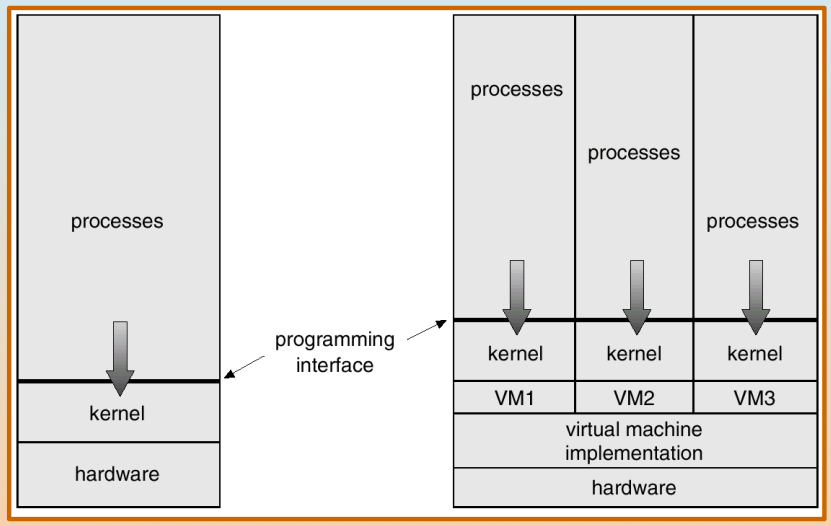 processes
kernel
hardware
programming
interface
processes
processes
processes
kernel
kernel
kernel
VM1
VM2
VM3
virtual machine
implementation
hardware